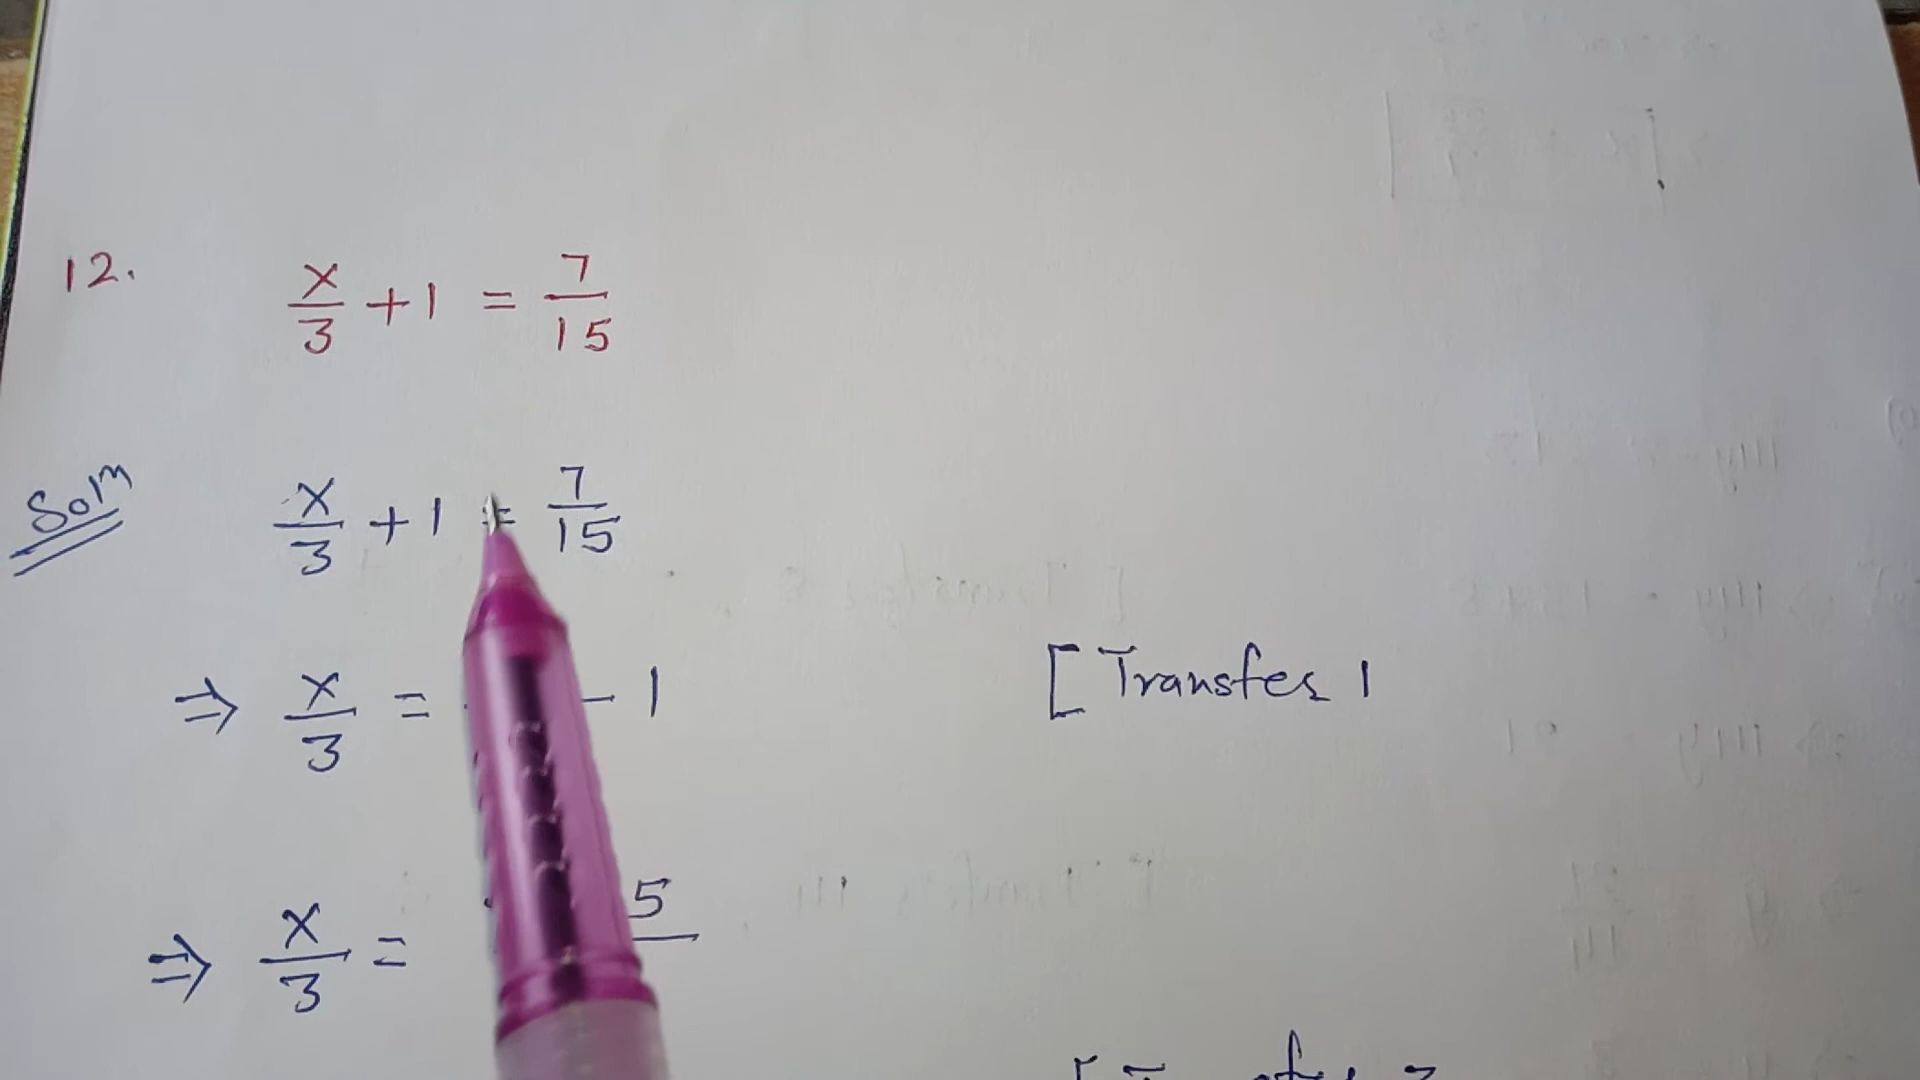 12. x/3 + 1 = 7/15
Soln x/3 + 1 = 7/15
⇒ x/3 = - 1 [Transfer 1
⇒ x/3 = 5